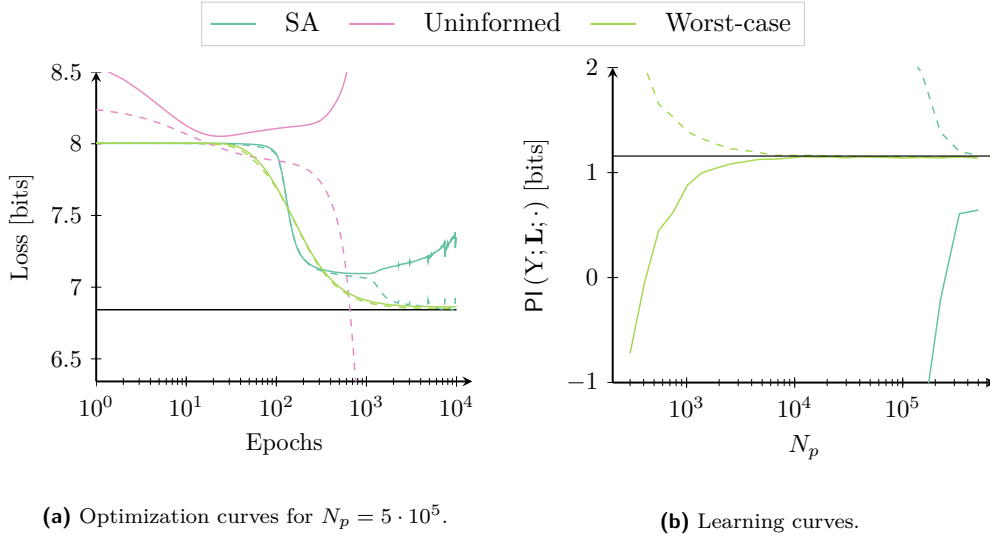 SA Uninformed Worst-case
8.5
8
7.5
7
6.5
Loss [bits]
10^0 10^1 10^2 10^3 10^4
Epochs
(a) Optimization curves for N_p = 5 · 10^5.
2
1
0
−1
PI (Y; L; ·) [bits]
10^3 10^4 10^5
N_p
(b) Learning curves.